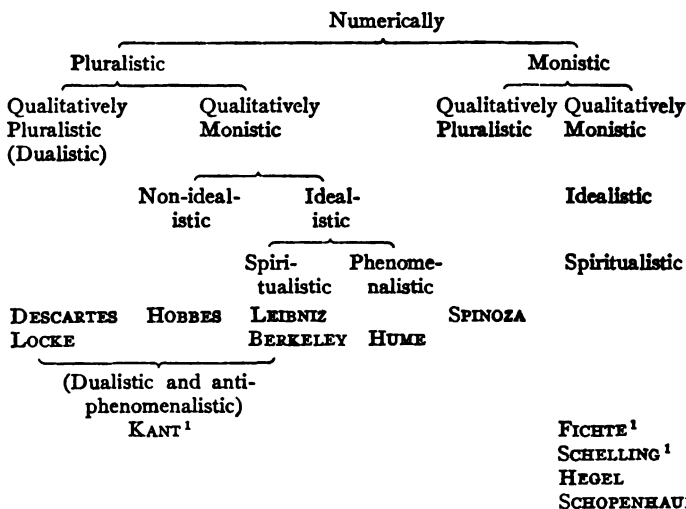 Numerically
Pluralistic Monistic
Qualitatively Qualitatively Qualitatively Qualitatively
Pluralistic Monistic Pluralistic Monistic
(Dualistic)
Non-ideal- Ideal- Idealistic
istic istic
Spiri- Phenome- Spiritualistic
tualistic nalistic
DESCARTES HOBBES LEIBNIZ SPINOZA
LOCKE BERKELEY HUME
(Dualistic and anti-
phenomenalistic)
KANT¹ FICHTE¹
SCHELLING¹
HEGEL
SCHOPENHAU